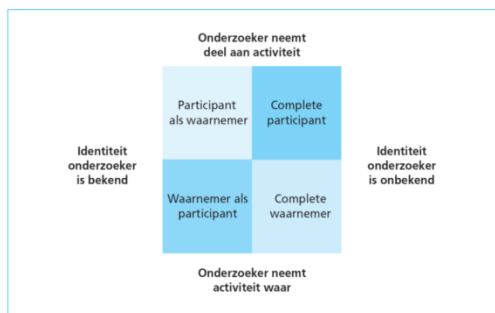 Onderzoeker neemt
deel aan activiteit
Participant
als waarnemer
Complete
participant
Identiteit
onderzoeker
is bekend
Identiteit
onderzoeker
is onbekend
Waarnemer als
participant
Complete
waarnemer
Onderzoeker neemt
activiteit waar